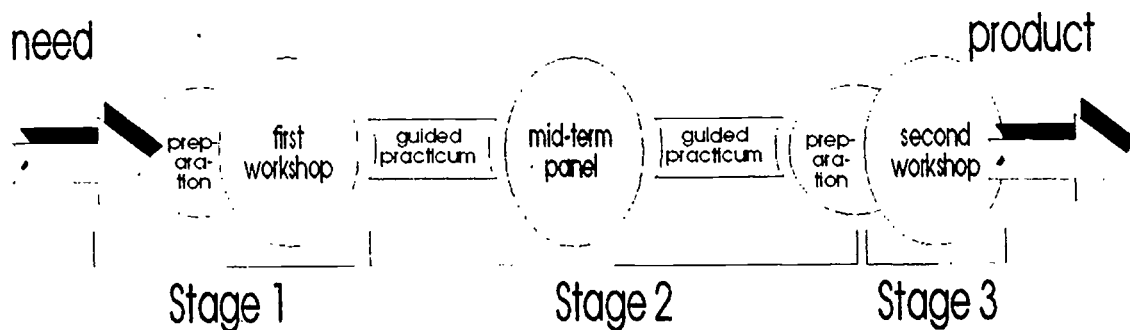 need
product
prep-
ara-
tion
first
workshop
guided
practicum
mid-term
panel
guided
practicum
prep-
ara-
tion
second
workshop
Stage 1
Stage 2
Stage 3